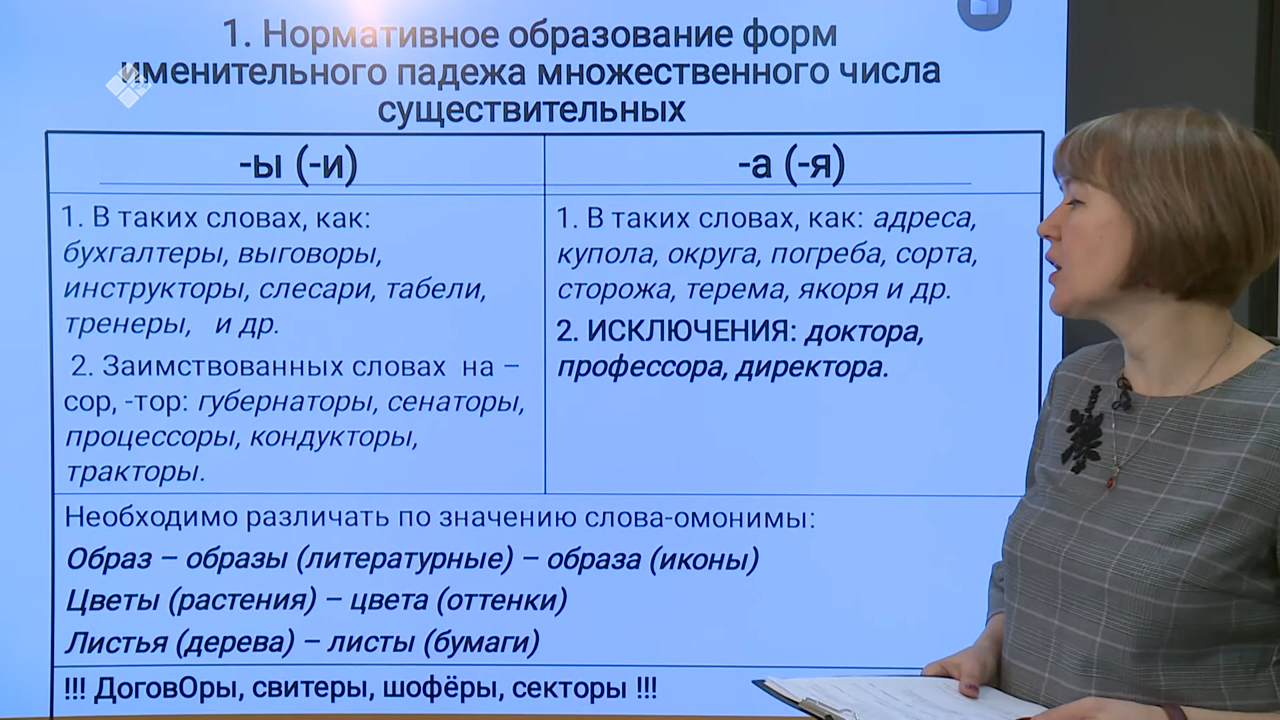 1. Нормативное образование форм
именительного падежа множественного числа
существительных
-ы (-и)
-а (-я)
1. В таких словах, как:
бухгалтеры, выговоры,
инструкторы, слесари, табели,
тренеры, и др.
2. Заимствованных словах на –
сор, -тор: губернаторы, сенаторы,
процессоры, кондукторы,
тракторы.
1. В таких словах, как: адреса,
купола, округа, погреба, сорта,
сторожа, терема, якоря и др.
2. ИСКЛЮЧЕНИЯ: доктора,
профессора, директора.
Необходимо различать по значению слова-омонимы:
Образ – образы (литературные) – образа (иконы)
Цветы (растения) – цвета (оттенки)
Листья (дерева) – листы (бумаги)
!!! ДоговОры, свитеры, шофёры, секторы !!!